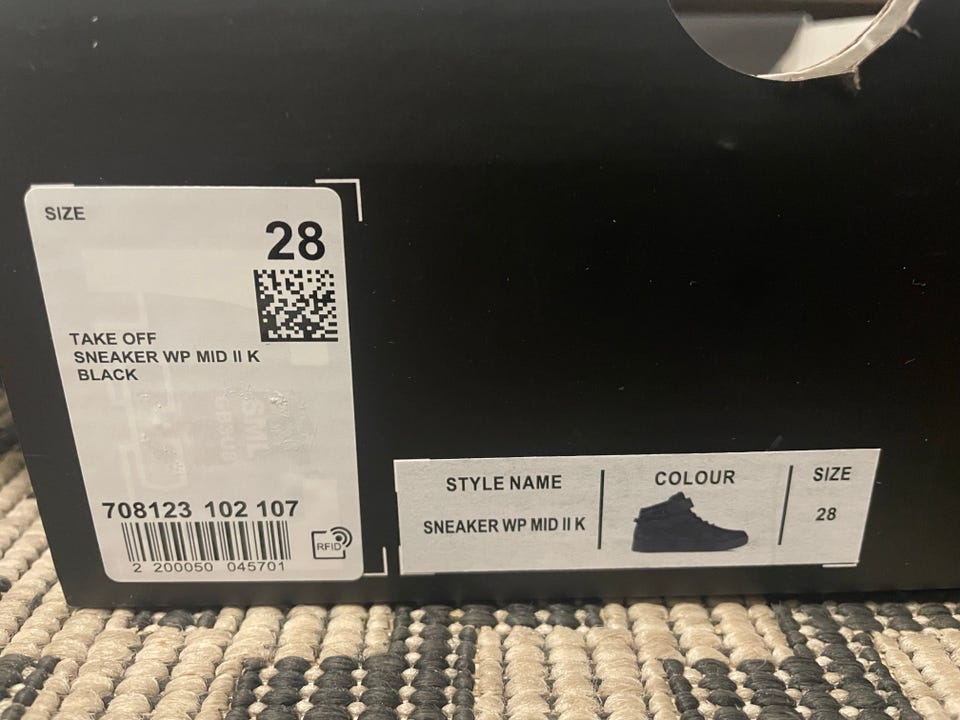 SIZE
28
TAKE OFF
SNEAKER WP MID II K
BLACK
708123 102 107
RFID
2 200050 045701
STYLE NAME
SNEAKER WP MID II K
COLOUR
SIZE
28